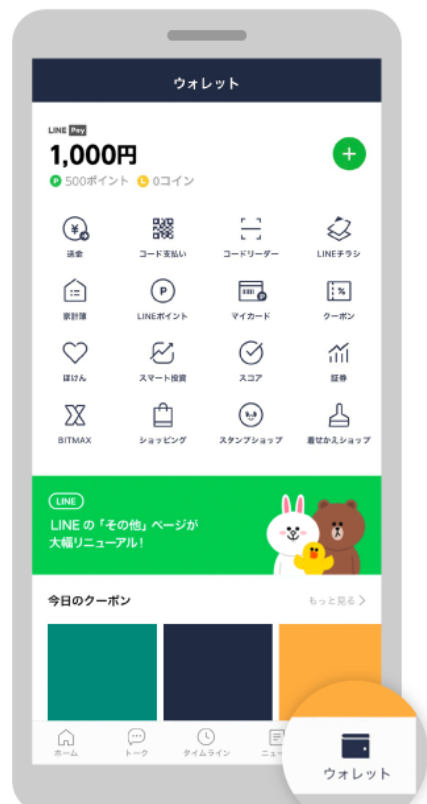 ウォレット
LINE Pay
1,000円
P 500ポイント 0コイン
送金 コード支払い コードリーダー LINEチラシ
家計簿 LINEポイント マイカード クーポン
ほけん スマート投資 スコア 証券
BITMAX ショッピング スタンプショップ 着せかえショップ
LINE
LINE の「その他」ページが
大幅リニューアル!
今日のクーポン もっと見る
ホーム トーク タイムライン ニュ
ウォレット